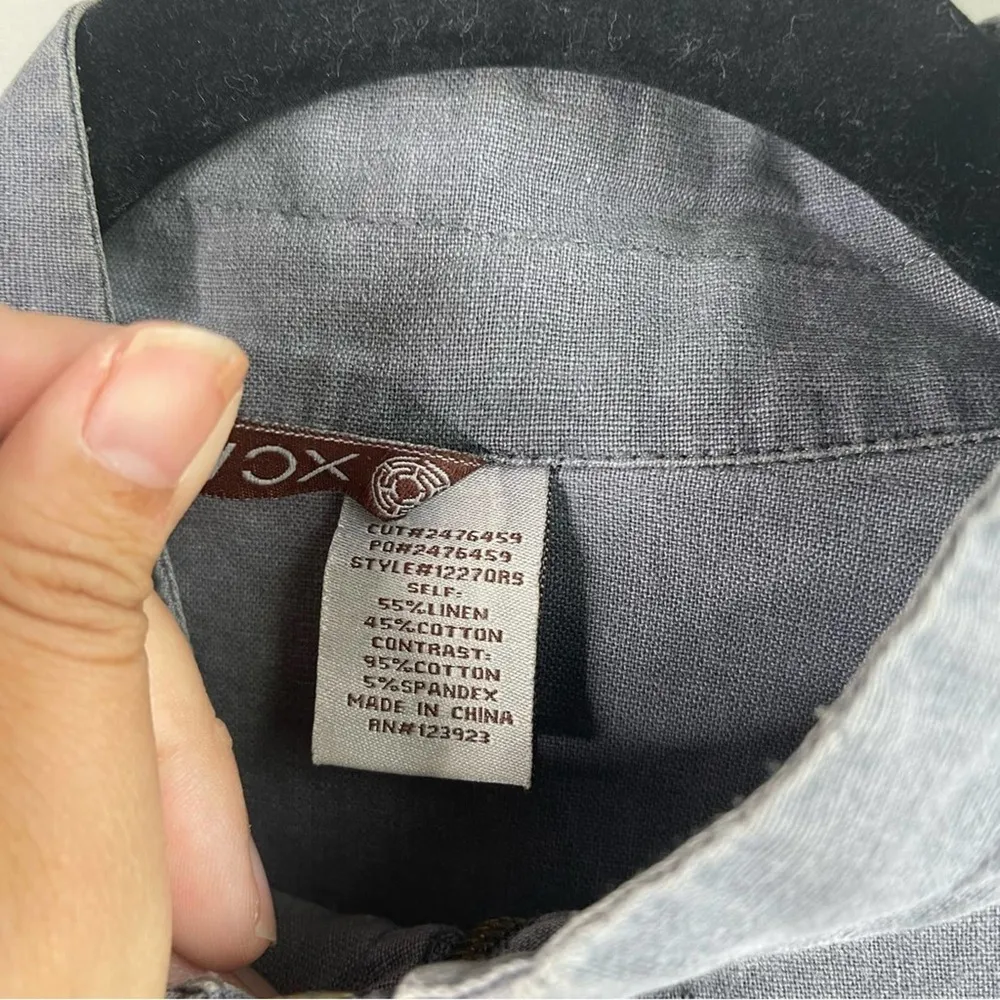 XC
CUT#2476459
PO#2476459
STYLE#12270RS
SELF:
55%LINEN
45%COTTON
CONTRAST:
95%COTTON
5%SPANDEX
MADE IN CHINA
RN#123923